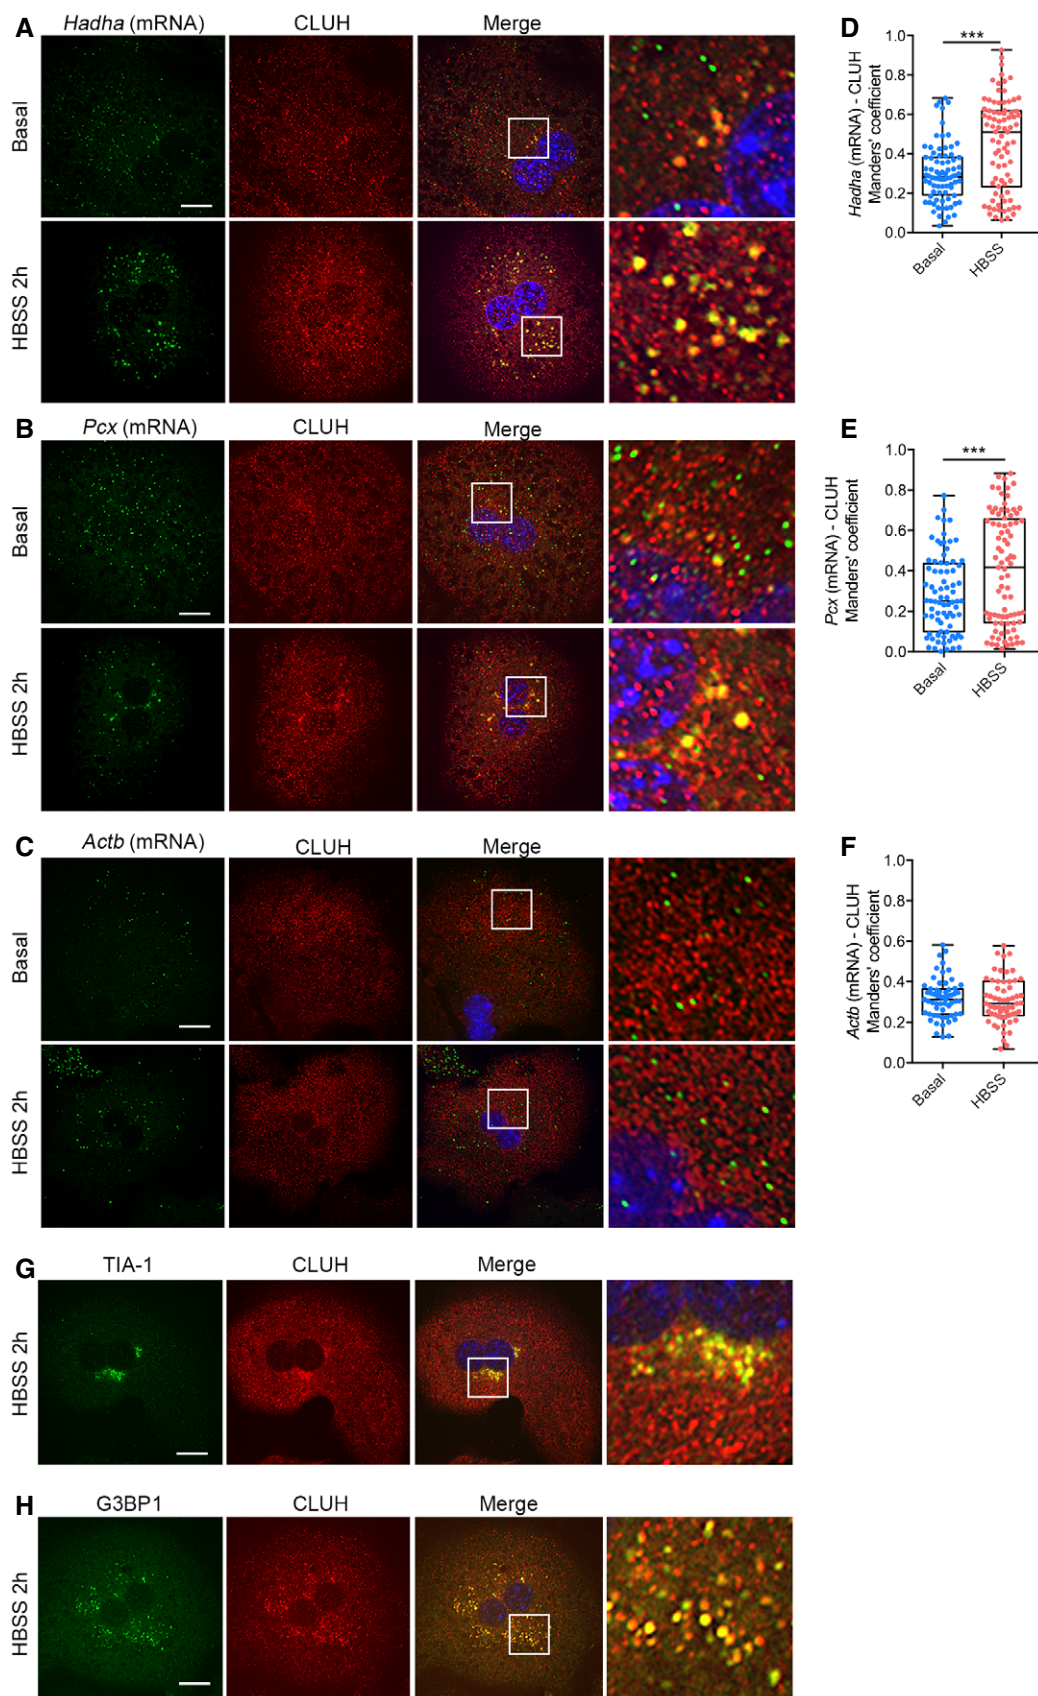 A
Hadha (mRNA)
CLUH
Merge
Basal
HBSS 2h
B
Pcx (mRNA)
CLUH
Merge
Basal
HBSS 2h
C
Actb (mRNA)
CLUH
Merge
Basal
HBSS 2h
G
TIA-1
CLUH
Merge
HBSS 2h
H
G3BP1
CLUH
Merge
HBSS 2h
D
***
Hadha (mRNA) - CLUH
Manders' coefficient
1.0
0.8
0.6
0.4
0.2
0.0
Basal
HBSS
E
***
Pcx (mRNA) - CLUH
Manders' coefficient
1.0
0.8
0.6
0.4
0.2
0.0
Basal
HBSS
F
Actb (mRNA) - CLUH
Manders' coefficient
1.0
0.8
0.6
0.4
0.2
0.0
Basal
HBSS